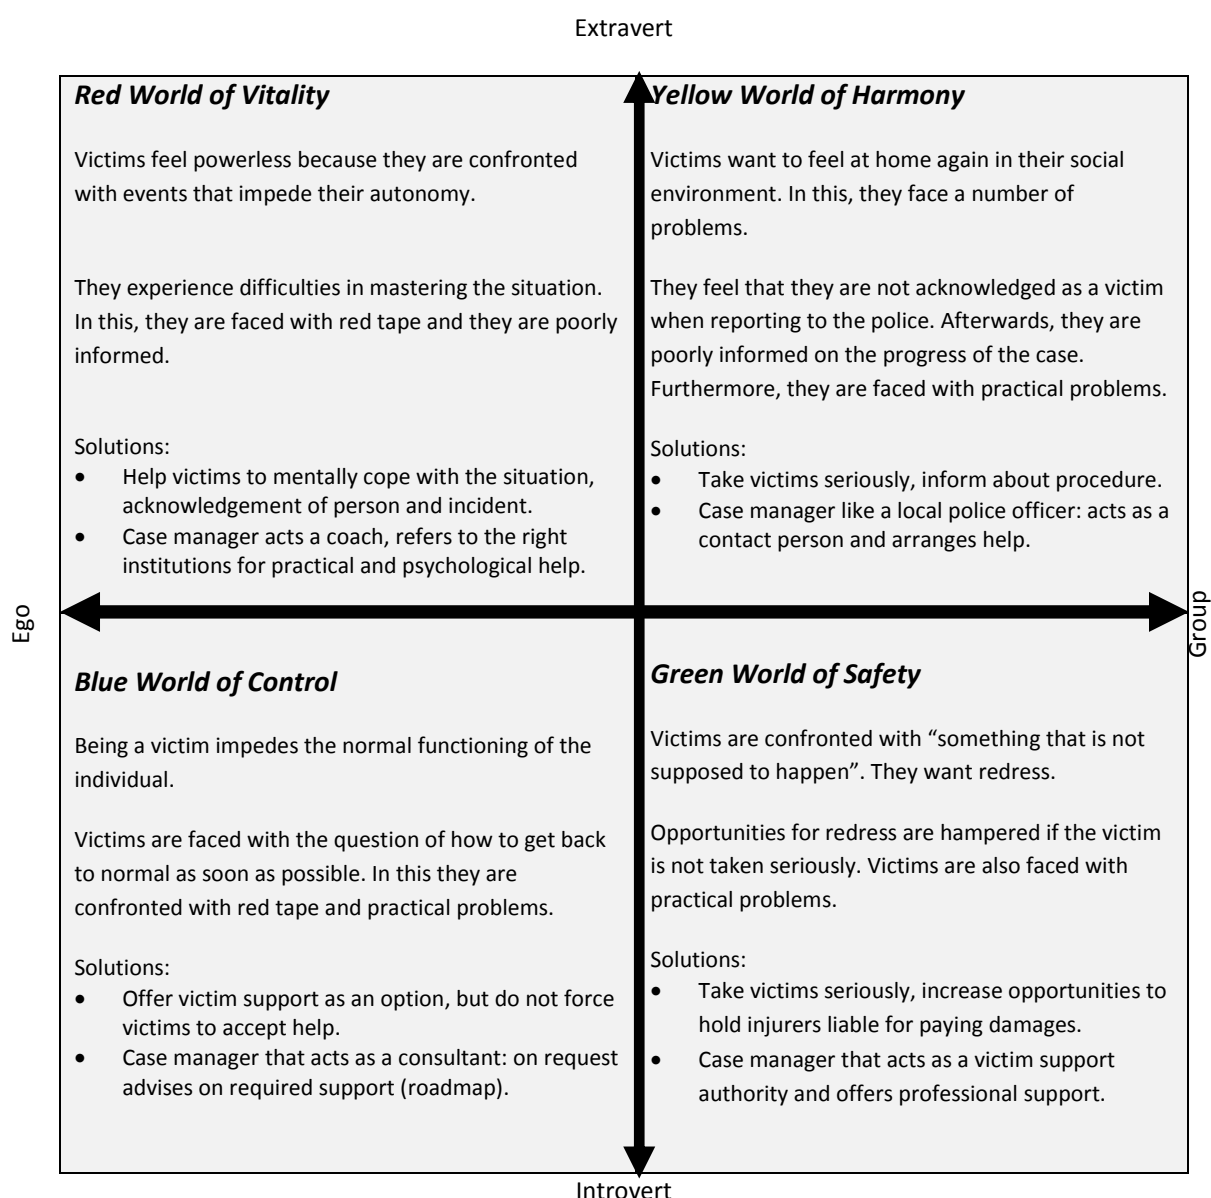 Extravert
Red World of Vitality
Victims feel powerless because they are confronted
with events that impede their autonomy.
They experience difficulties in mastering the situation.
In this, they are faced with red tape and they are poorly
informed.
Solutions:
• Help victims to mentally cope with the situation,
acknowledgement of person and incident.
• Case manager acts a coach, refers to the right
institutions for practical and psychological help.
Yellow World of Harmony
Victims want to feel at home again in their social
environment. In this, they face a number of
problems.
They feel that they are not acknowledged as a victim
when reporting to the police. Afterwards, they are
poorly informed on the progress of the case.
Furthermore, they are faced with practical problems.
Solutions:
• Take victims seriously, inform about procedure.
• Case manager like a local police officer: acts as a
contact person and arranges help.
Ego
Group
Blue World of Control
Being a victim impedes the normal functioning of the
individual.
Victims are faced with the question of how to get back
to normal as soon as possible. In this they are
confronted with red tape and practical problems.
Solutions:
• Offer victim support as an option, but do not force
victims to accept help.
• Case manager that acts as a consultant: on request
advises on required support (roadmap).
Green World of Safety
Victims are confronted with “something that is not
supposed to happen”. They want redress.
Opportunities for redress are hampered if the victim
is not taken seriously. Victims are also faced with
practical problems.
Solutions:
• Take victims seriously, increase opportunities to
hold injurers liable for paying damages.
• Case manager that acts as a victim support
authority and offers professional support.
Introvert